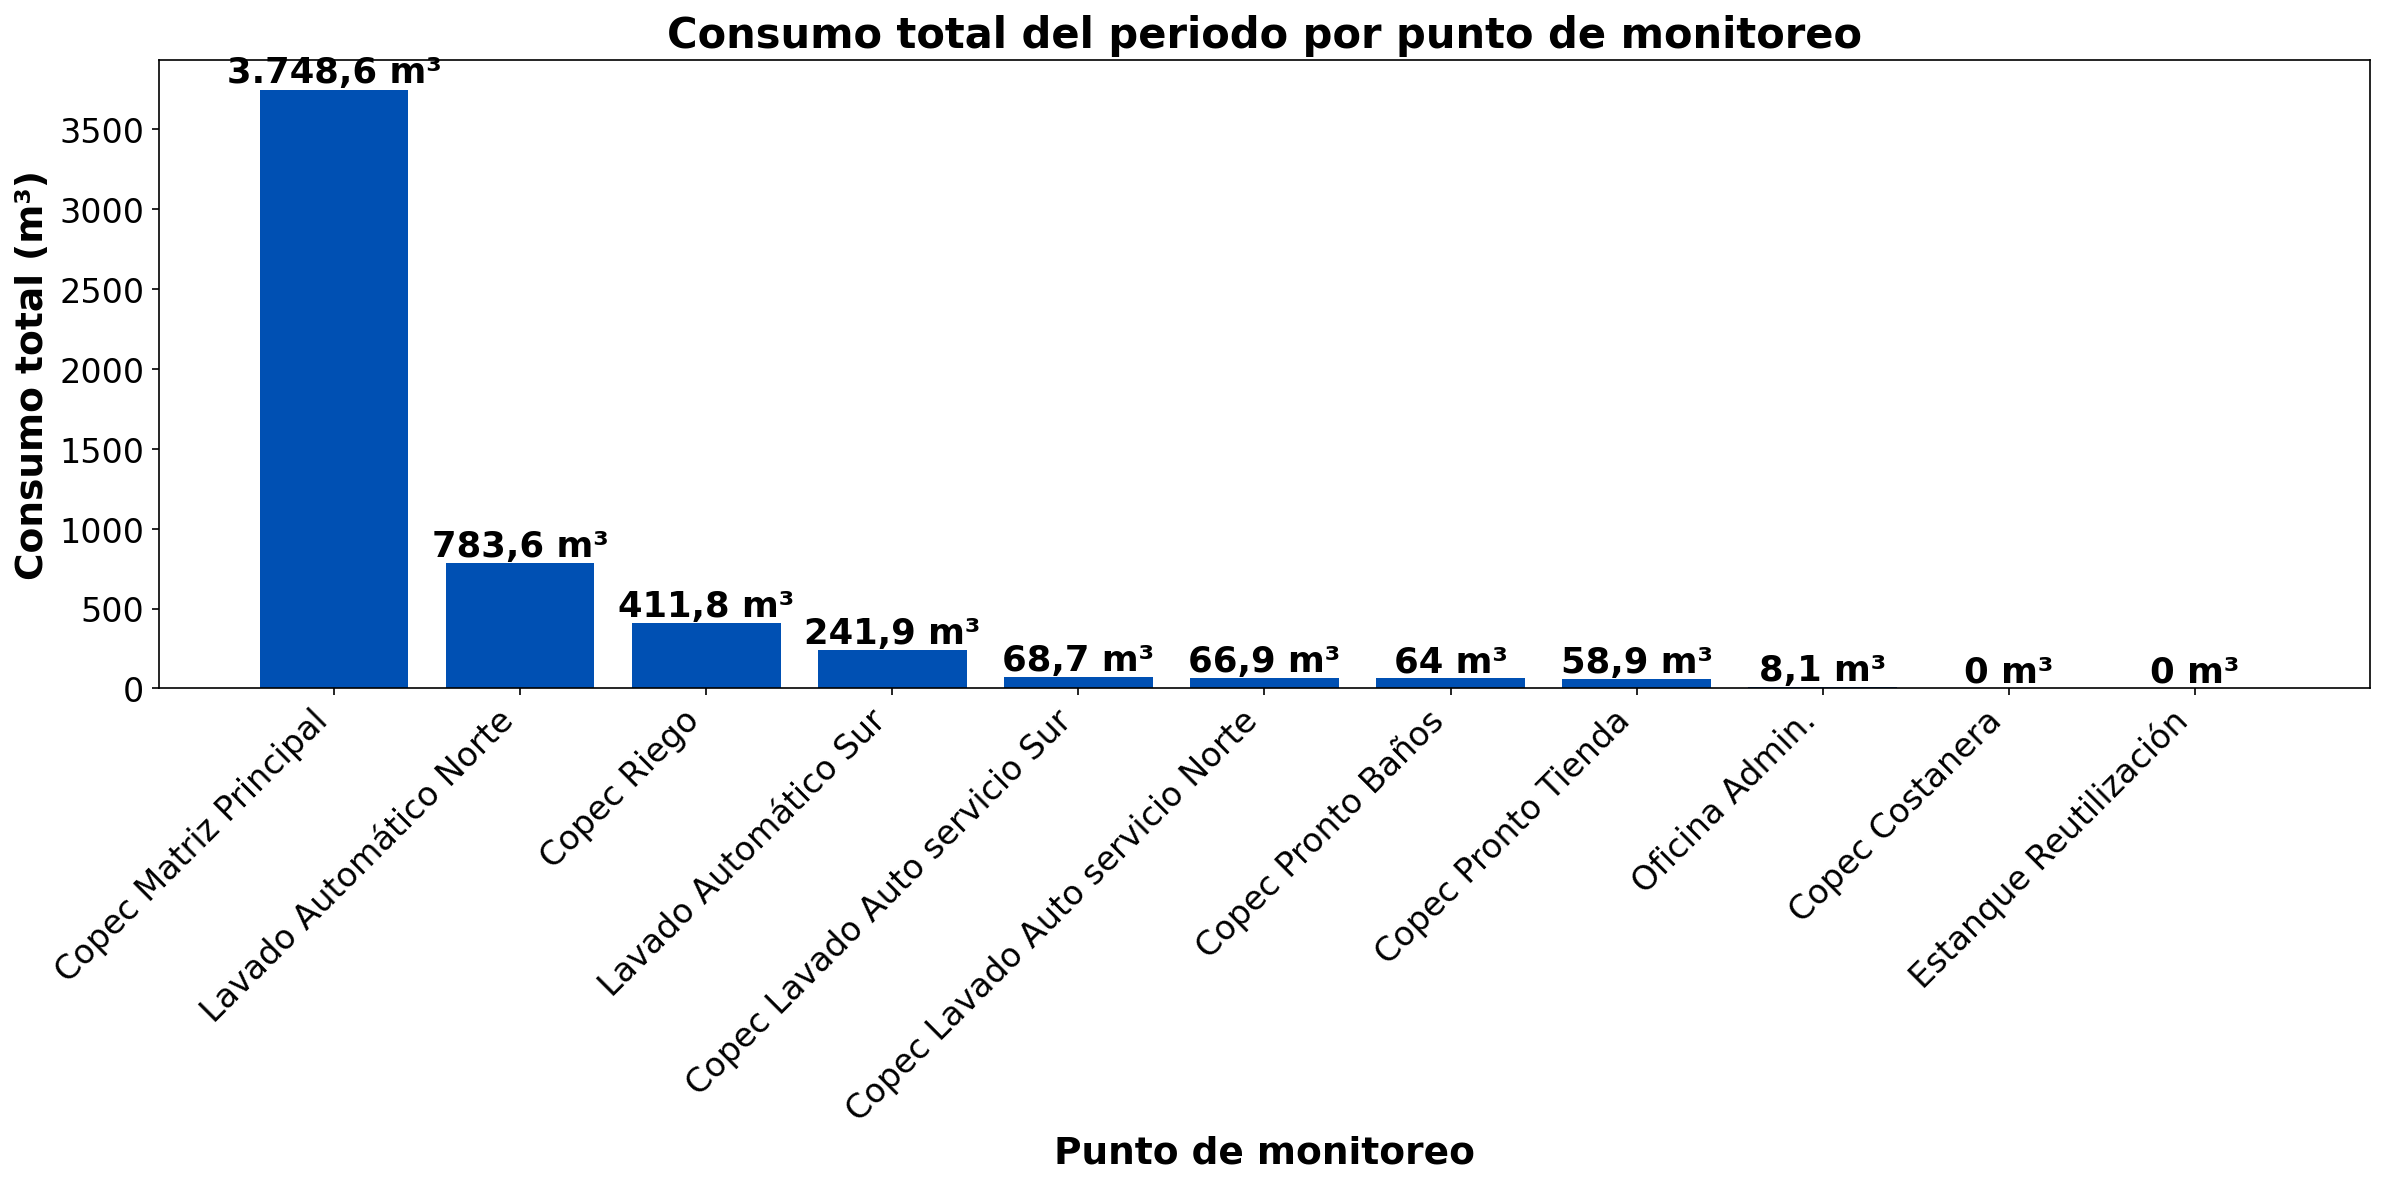 Consumo total del periodo por punto de monitoreo
Consumo total (m³)
3500
3000
2500
2000
1500
1000
500
0
3.748,6 m³
783,6 m³
411,8 m³
241,9 m³
68,7 m³
66,9 m³
64 m³
58,9 m³
8,1 m³
0 m³
0 m³
Copec Matriz Principal
Lavado Automático Norte
Copec Riego
Lavado Automático Sur
Copec Lavado Auto servicio Sur
Copec Lavado Auto servicio Norte
Copec Pronto Baños
Copec Pronto Tienda
Oficina Admin.
Copec Costanera
Estanque Reutilización
Punto de monitoreo